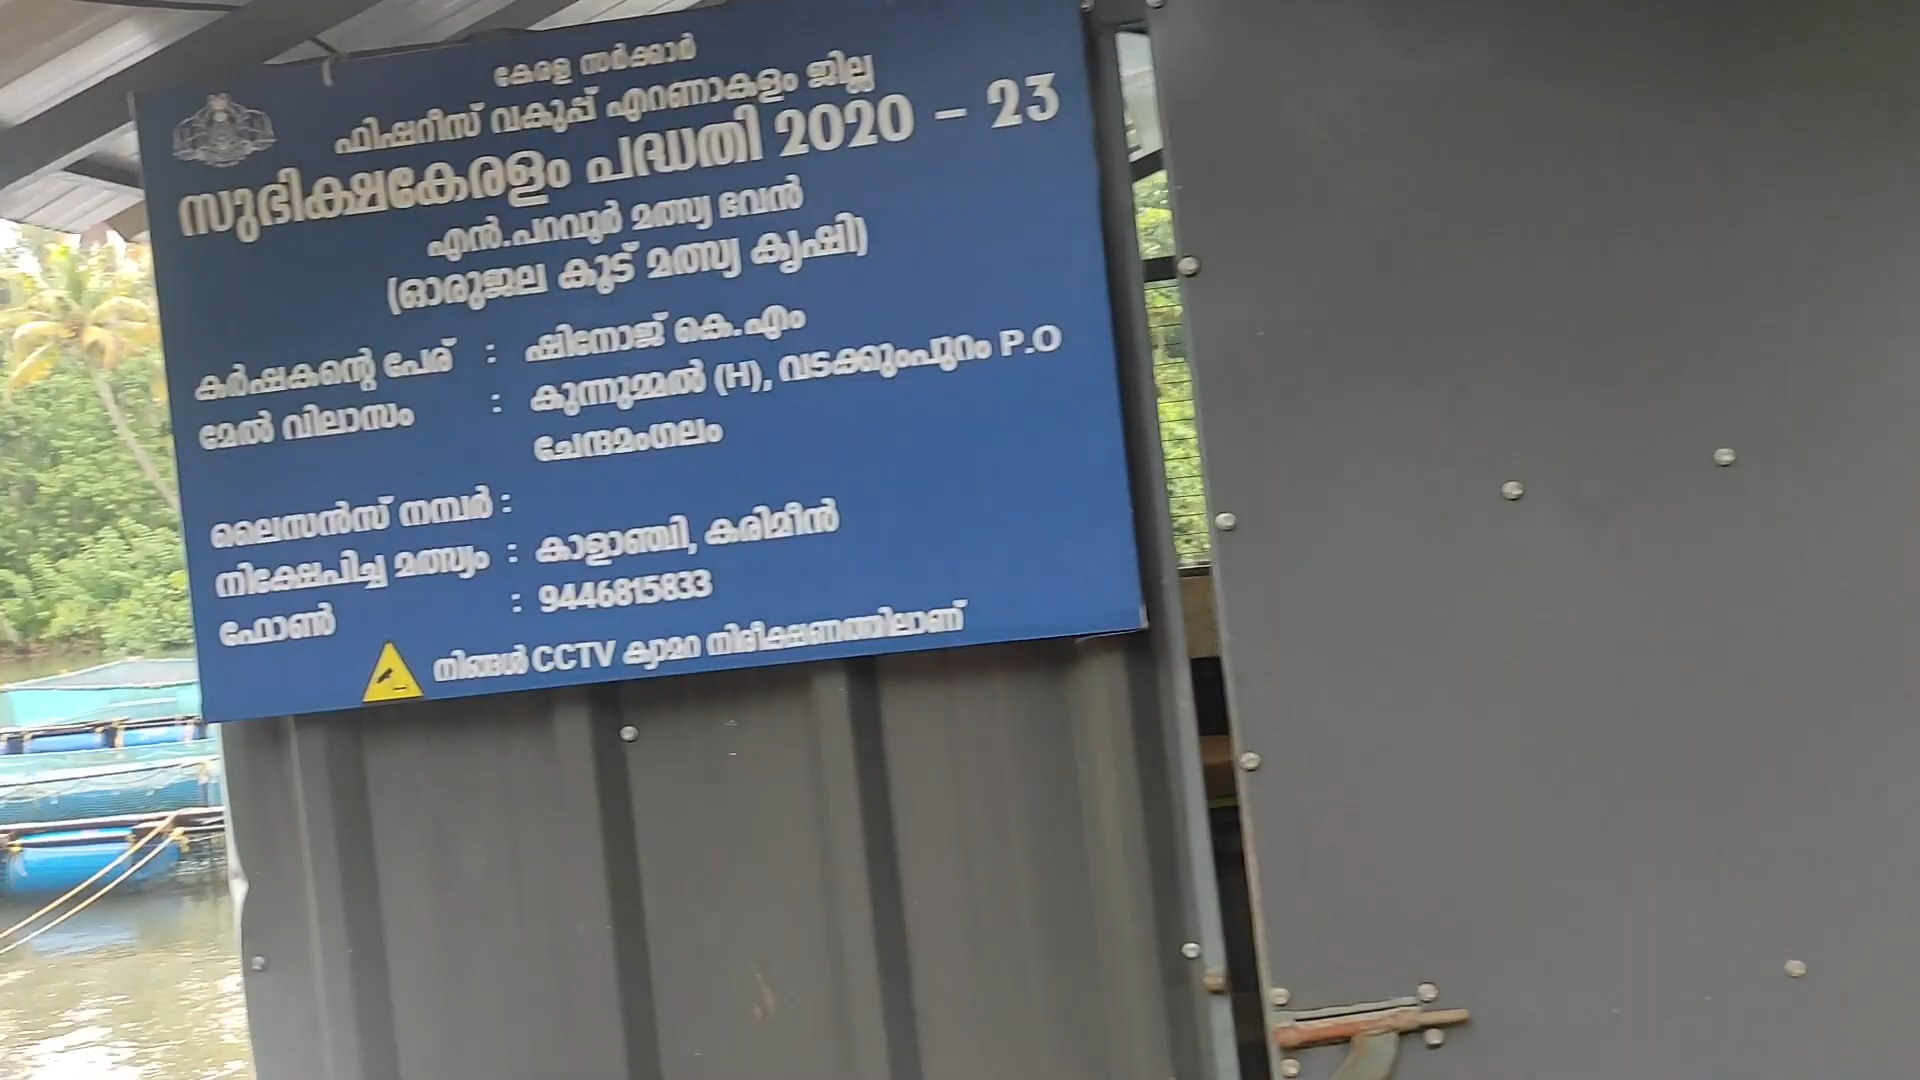 കേരള സർക്കാർ
ഫിഷറീസ് വകുപ്പ് എറണാകളം ജില്ല
സുഭിക്ഷകേരളം പദ്ധതി 2020 - 23
എൻ.പറവൂർ മത്സ്യ ഭവൻ
(ഓരുജല കൂട് മത്സ്യ കൃഷി)
കർഷകന്റെ പേര് : ഷിനോജ് കെ.എം
മേൽ വിലാസം : കുന്നുമ്മൽ (H), വടക്കുംപുറം P.O
ചേന്ദമംഗലം
ലൈസൻസ് നമ്പർ :
നിക്ഷേപിച്ച മത്സ്യം : കാളാഞ്ചി, കരിമീൻ
ഫോൺ : 9446815833
നിങ്ങൾ CCTV ക്യാമറ നിരീക്ഷണത്തിലാണ്